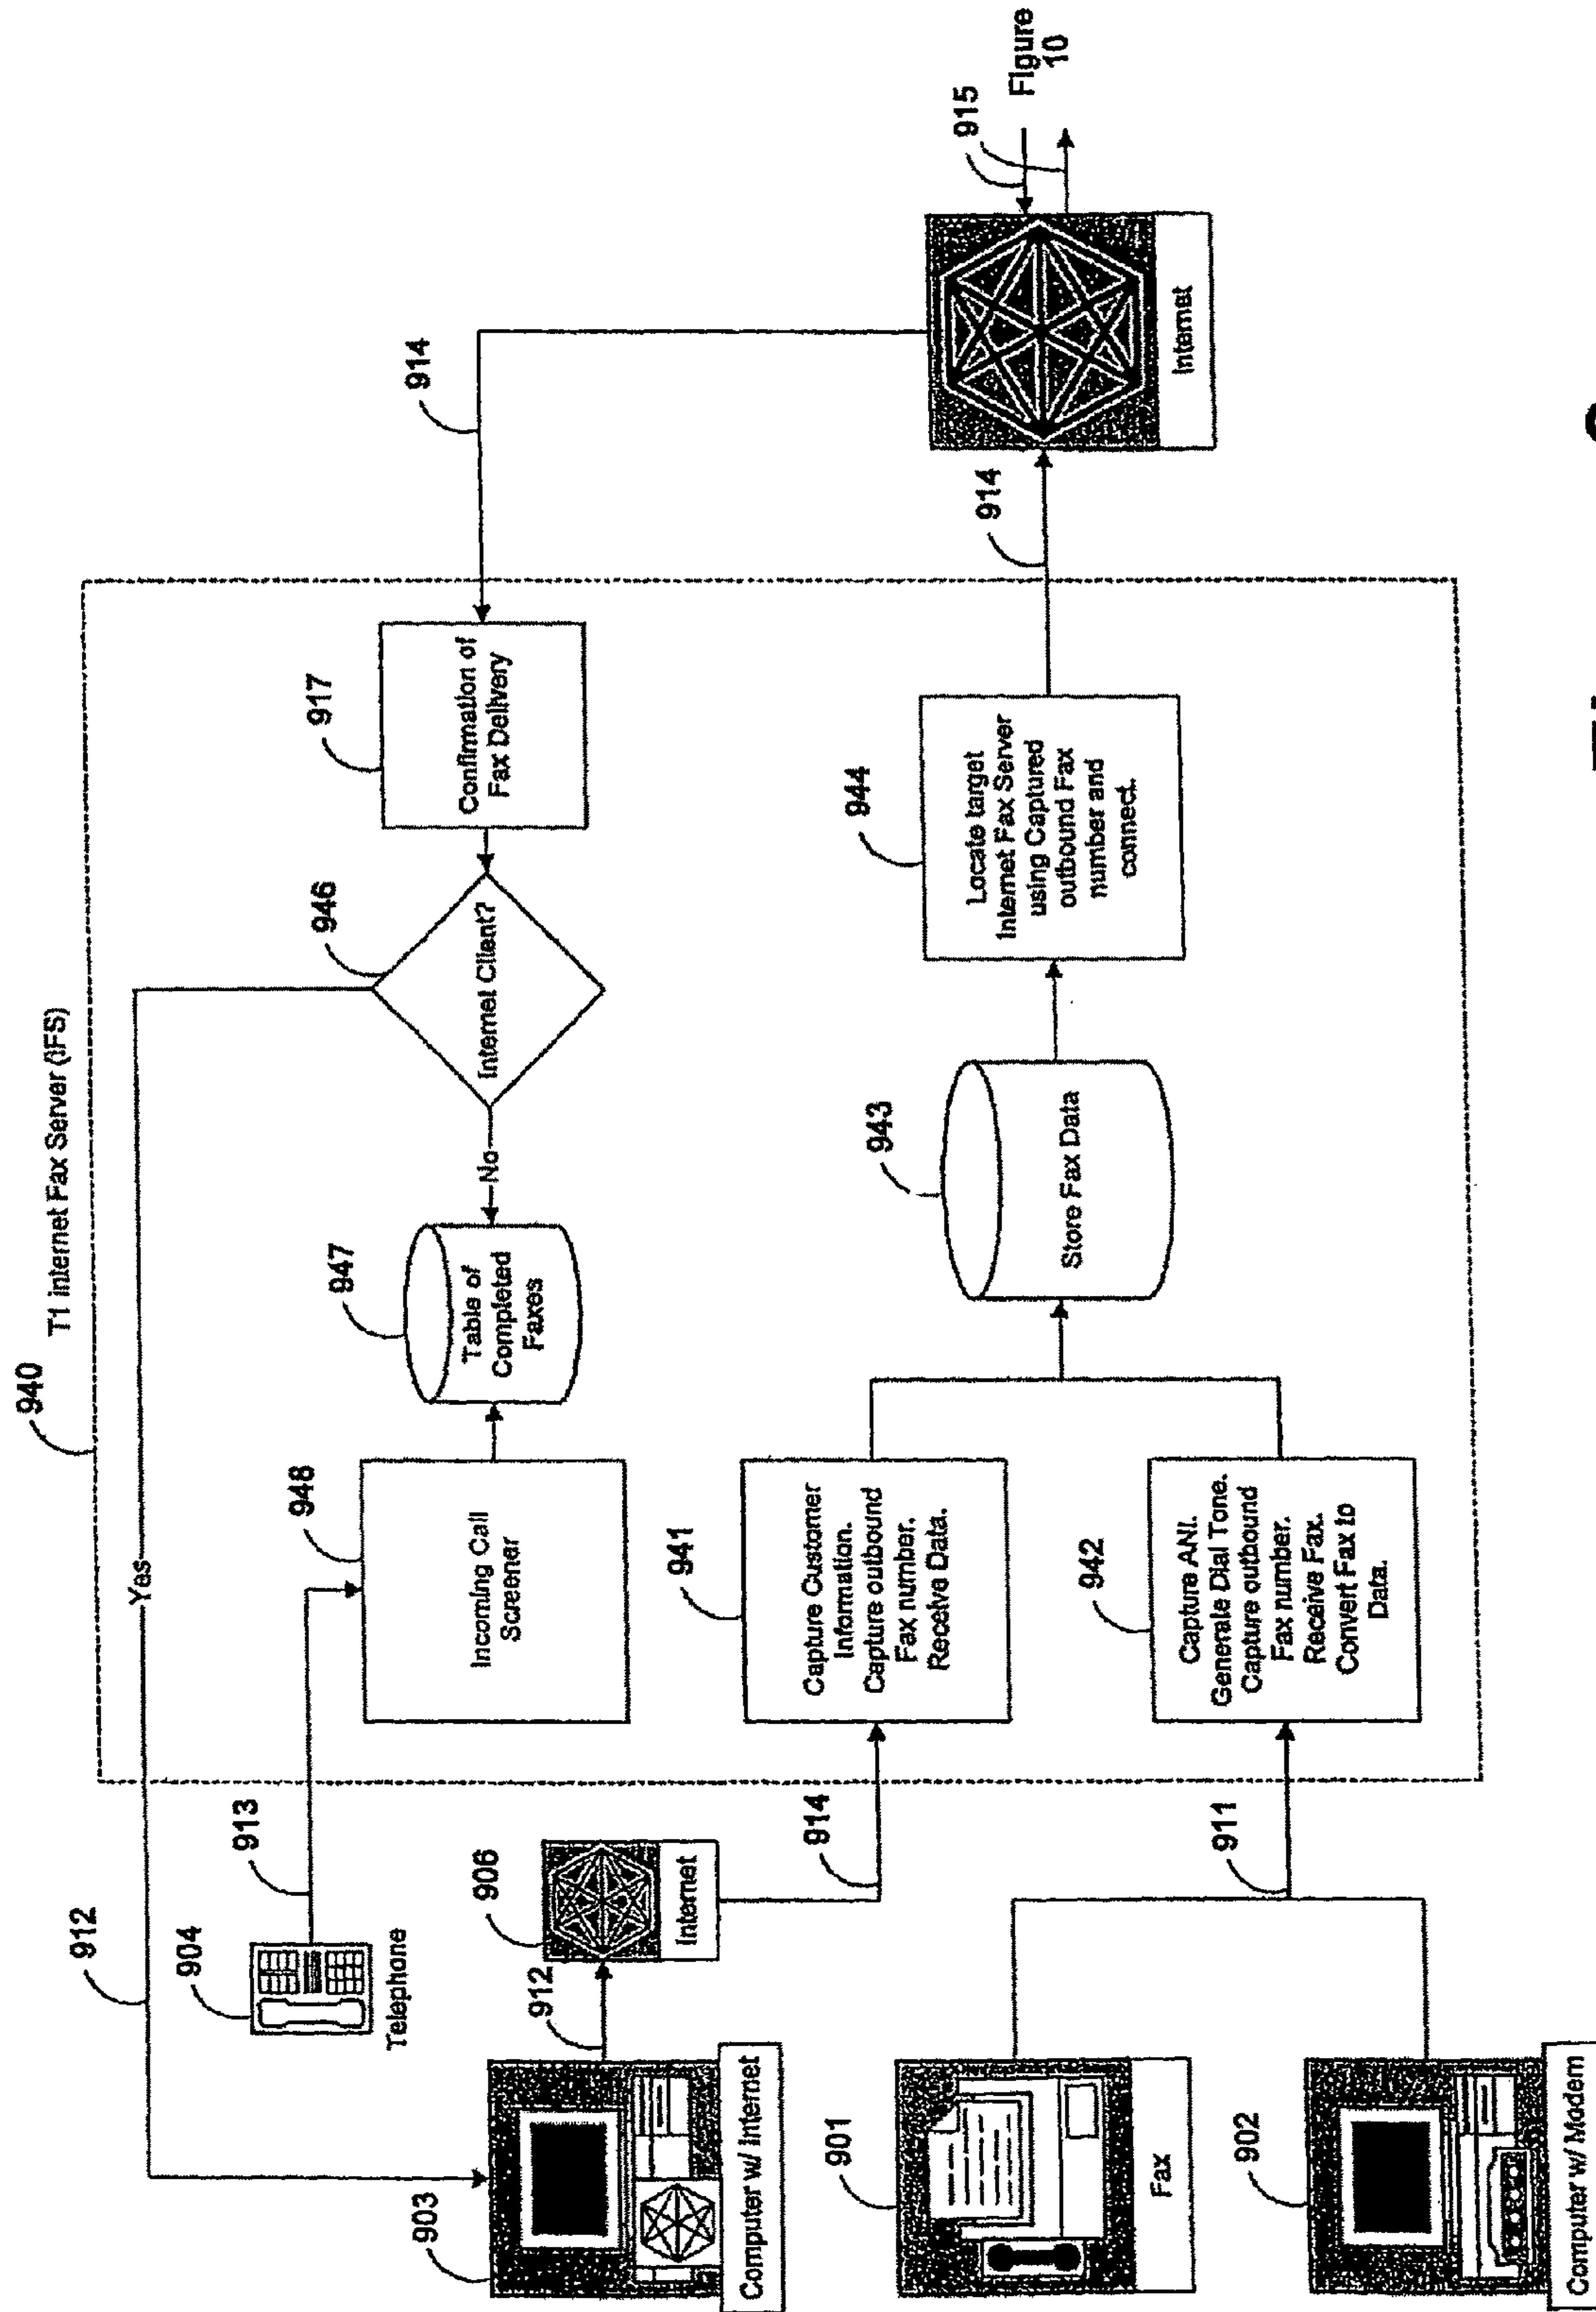 940
T1 Internet Fax Server (IFS)
Yes
912
904
Telephone
913
948
Incoming Call
Screener
947
Table of
Completed
Faxes
No
946
Internet Client?
917
Confirmation of
Fax Delivery
914
903
Computer w/ Internet
912
906
Internet
914
941
Capture Customer
Information.
Capture outbound
Fax number.
Receive Data.
943
Store Fax Data
944
Locate target
Internet Fax Server
using Captured
outbound Fax
number and
connect.
914
Internet
915
Figure
10
901
Fax
902
Computer w/ Modem
911
942
Capture ANI.
Generate Dial Tone.
Capture outbound
Fax number.
Receive Fax.
Convert Fax to
Data.